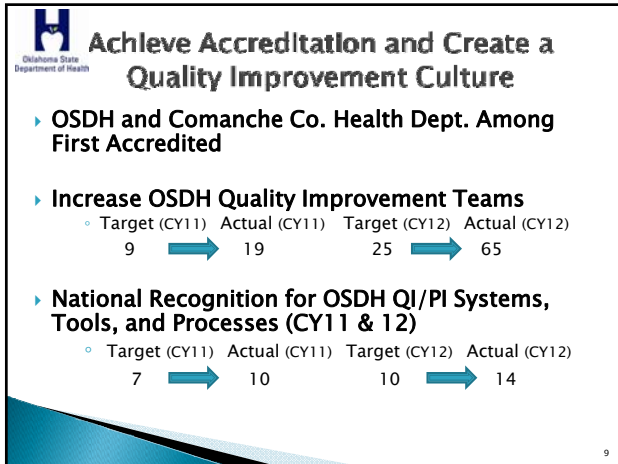 Oklahoma State
Department of Health
Achieve Accreditation and Create a
Quality Improvement Culture
OSDH and Comanche Co. Health Dept. Among
First Accredited
Increase OSDH Quality Improvement Teams
Target (CY11) Actual (CY11) Target (CY12) Actual (CY12)
9 19 25 65
National Recognition for OSDH QI/PI Systems,
Tools, and Processes (CY11 & 12)
Target (CY11) Actual (CY11) Target (CY12) Actual (CY12)
7 10 10 14
9